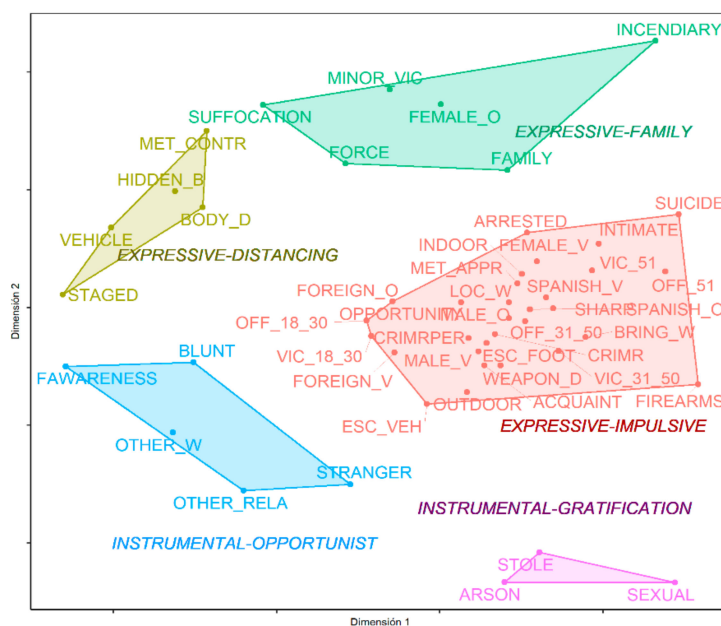 INCENDIARY
MINOR_VIC
SUFFOCATION
FEMALE_O
EXPRESSIVE-FAMILY
MET_CONTR
FORCE
FAMILY
HIDDEN_B
SUICIDE
BODY_D
ARRESTED
INTIMATE
VEHICLE
INDOOR
FEMALE_V
EXPRESSIVE-DISTANCING
MET_APPR
VIC_51
SPANISH_V
OFF_51
STAGED
FOREIGN_O
LOC_W
OPPORTUNITY
MALE_O
SHARP
SPANISH_O
OFF_18_30
OFF_31_50
BRING_W
CRIMRPER
BLUNT
VIC_18_30
MALE_V
ESC_FOOT
CRIMR
FAWARENESS
FOREIGN_V
WEAPON_D
VIC_31_50
OUTDOOR
ACQUAINT
FIREARMS
ESC_VEH
EXPRESSIVE-IMPULSIVE
OTHER_W
STRANGER
OTHER_RELA
INSTRUMENTAL-GRATIFICATION
INSTRUMENTAL-OPPORTUNIST
STOLE
ARSON
SEXUAL
Dimensión 2
Dimensión 1